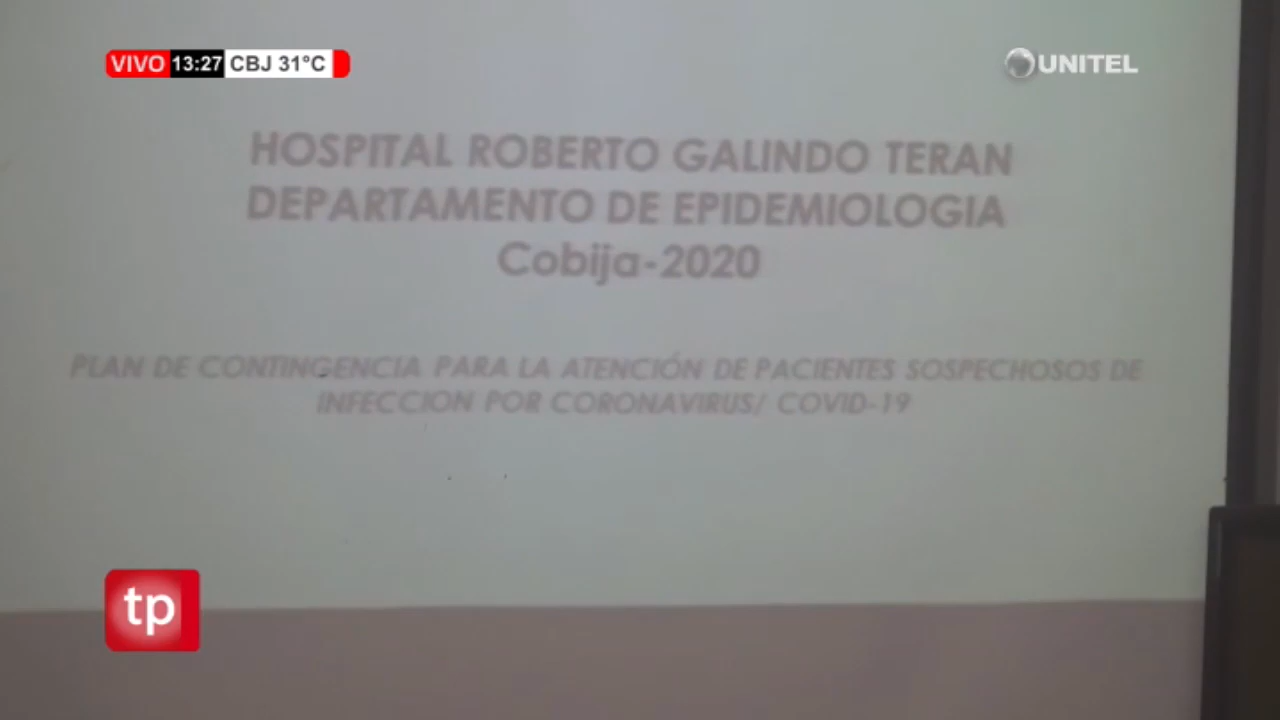 VIVO 13:27 CBJ 31°C
UNITEL
HOSPITAL ROBERTO GALINDO TERAN
DEPARTAMENTO DE EPIDEMIOLOGIA
Cobija-2020
PLAN DE CONTINGENCIA PARA LA ATENCIÓN DE PACIENTES SOSPECHOSOS DE
INFECCION POR CORONAVIRUS/ COVID-19
tp